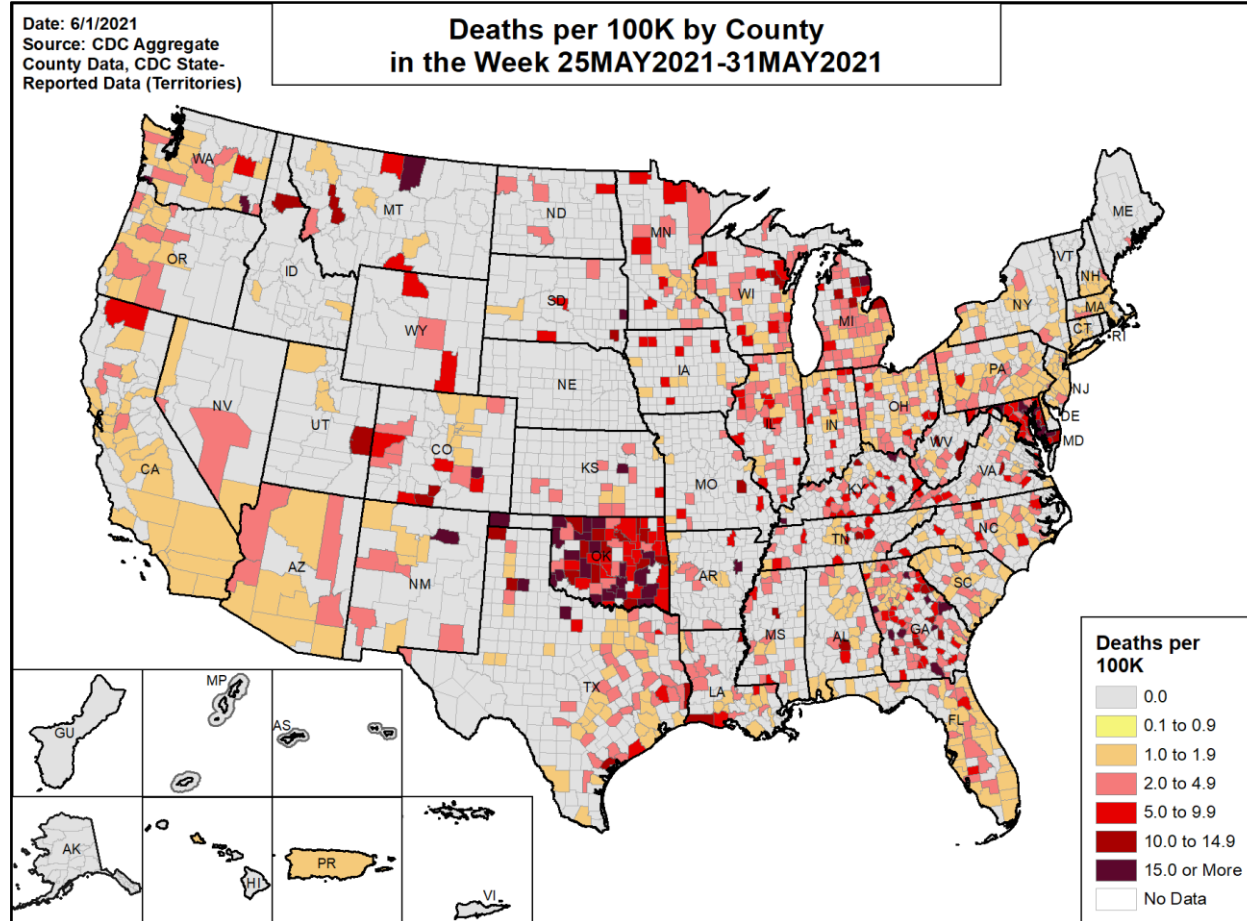 Date: 6/1/2021
Source: CDC Aggregate
County Data, CDC State-
Reported Data (Territories)
Deaths per 100K by County
in the Week 25MAY2021-31MAY2021
WA
MT
ND
MN
ME
OR
ID
SD
WI
MI
VT
NH
NY
MA
CT
RI
WY
IA
NE
PA
NJ
NV
UT
CO
IL
IN
OH
DE
MD
WV
VA
CA
KS
MO
KY
NC
TN
AZ
NM
OK
AR
SC
MS
AL
GA
TX
LA
FL
GU
MP
AS
AK
HI
PR
VI
Deaths per
100K
0.0
0.1 to 0.9
1.0 to 1.9
2.0 to 4.9
5.0 to 9.9
10.0 to 14.9
15.0 or More
No Data